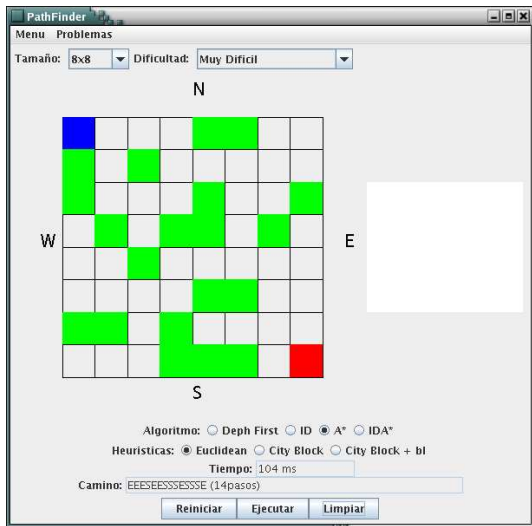 PathFinder
Menu Problemas
Tamaño: 8x8 Dificultad: Muy Dificil
N
W E
S
Algoritmo: Deph First ID A* IDA*
Heuristicas: Euclidean City Block City Block + bl
Tiempo: 104 ms
Camino: EEESEESSSESSSE (14pasos)
Reiniciar Ejecutar Limpiar